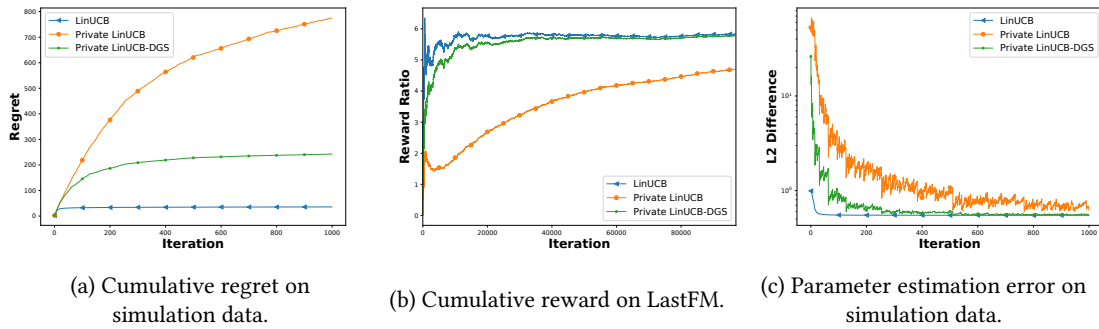 LinUCB
Private LinUCB
Private LinUCB-DGS
Regret
800
700
600
500
400
300
200
100
0
0 200 400 600 800 1000
Iteration
(a) Cumulative regret on
simulation data.
Reward Ratio
6
5
4
3
2
1
0
LinUCB
Private LinUCB
Private LinUCB-DGS
0 20000 40000 60000 80000
Iteration
(b) Cumulative reward on LastFM.
LinUCB
Private LinUCB
Private LinUCB-DGS
L2 Difference
10¹
10⁰
0 200 400 600 800 1000
Iteration
(c) Parameter estimation error on
simulation data.